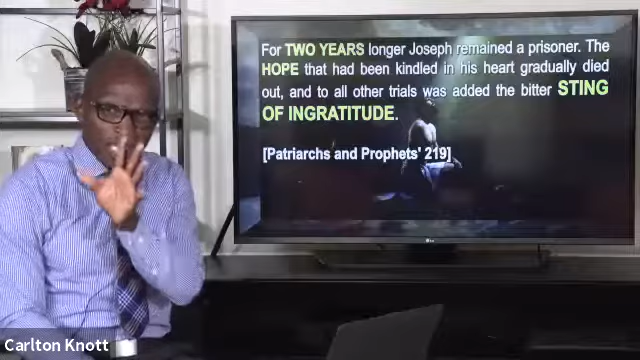 For TWO YEARS longer Joseph remained a prisoner. The
HOPE that had been kindled in his heart gradually died
out, and to all other trials was added the bitter STING
OF INGRATITUDE.
[Patriarchs and Prophets' 219]
LG
Carlton Knott